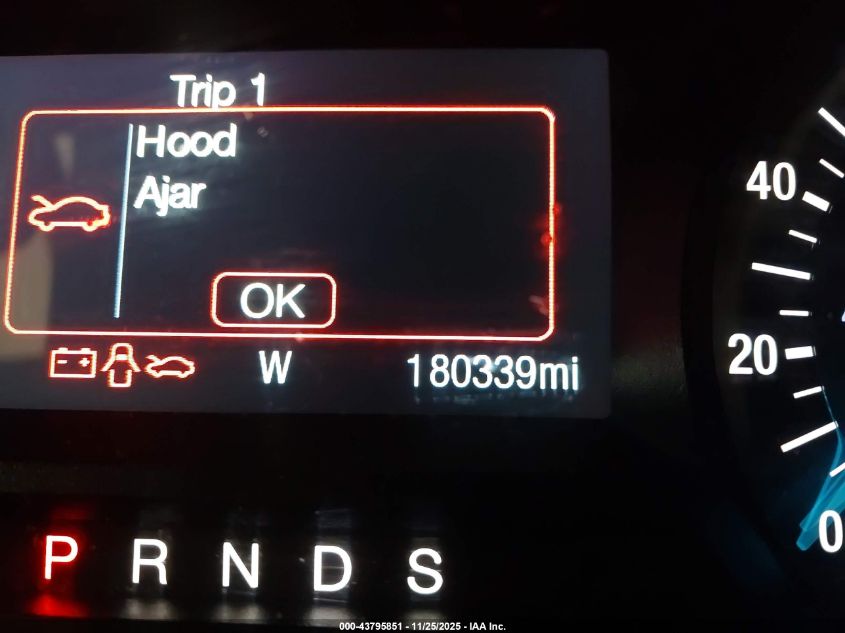 Trip 1
Hood
Ajar
OK
W 180339mi
40
20
0
P R N D S
000-43795851 - 11/25/2025 - IAA Inc.